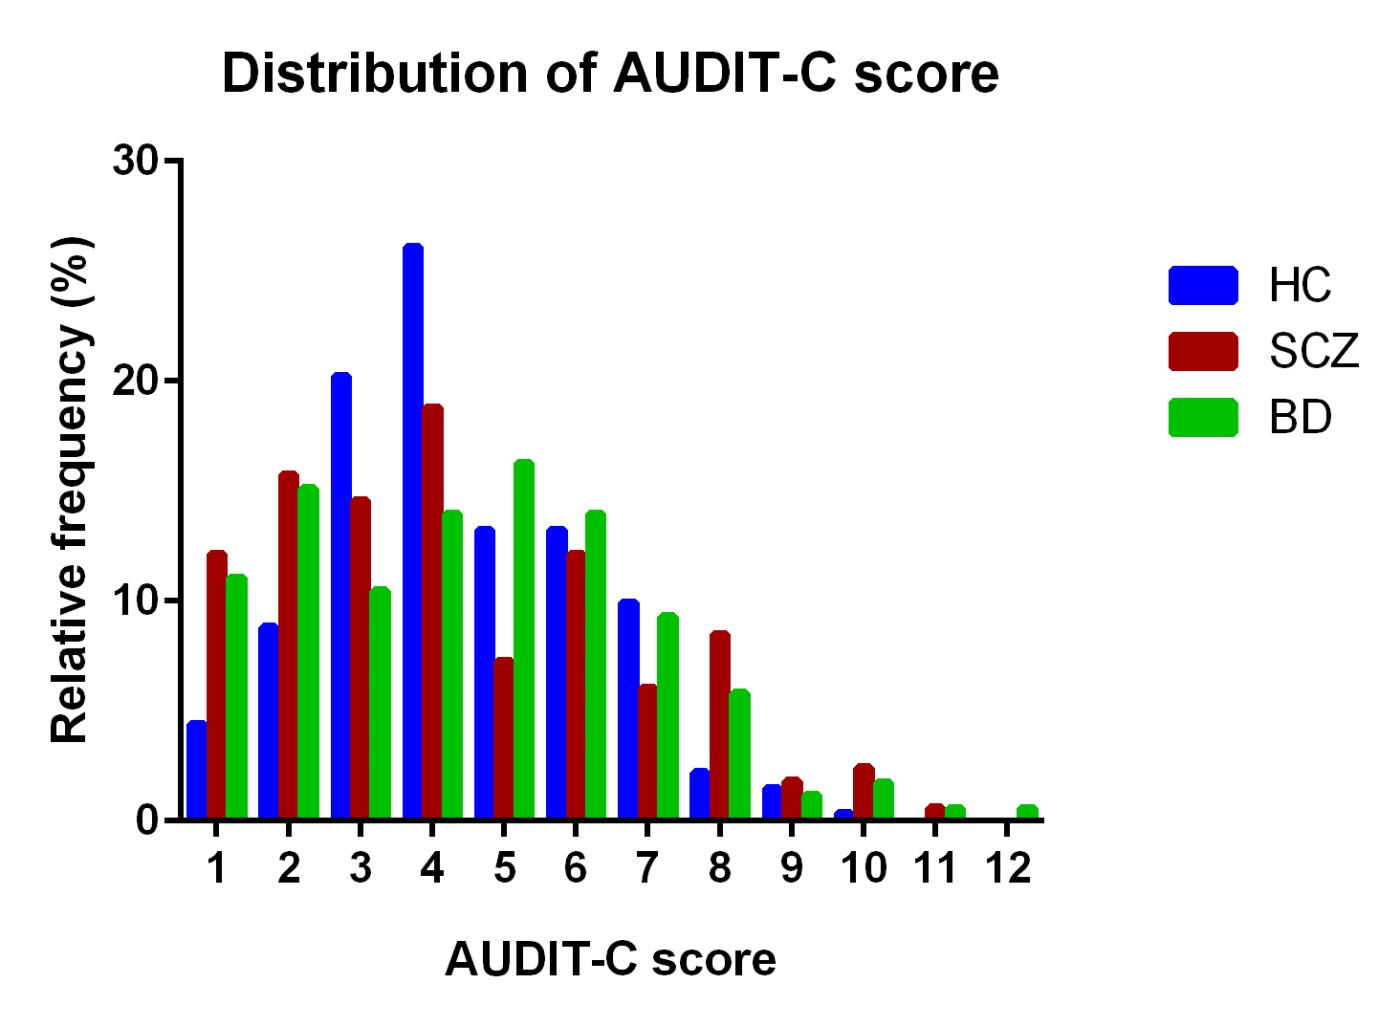 Distribution of AUDIT-C score
Relative frequency (%)
30
20
10
0
1 2 3 4 5 6 7 8 9 10 11 12
AUDIT-C score
HC
SCZ
BD